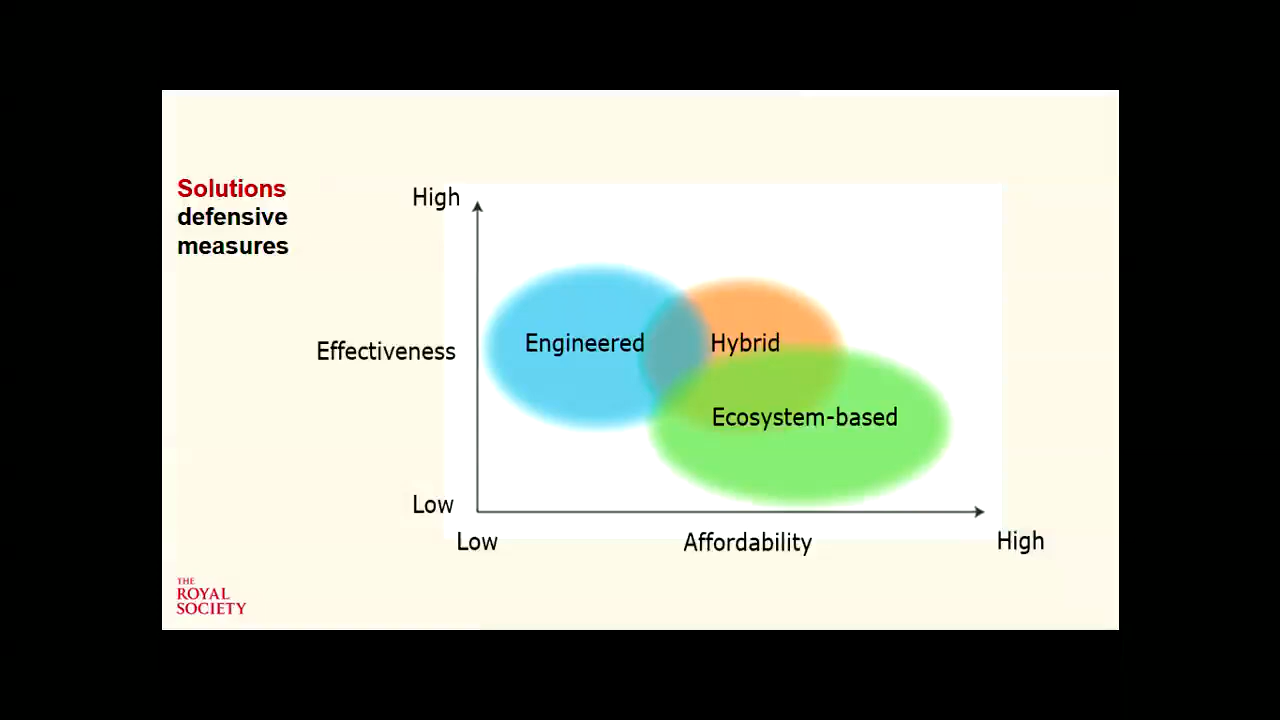 Solutions
defensive
measures
High
Effectiveness
Engineered
Hybrid
Ecosystem-based
Low
Low
Affordability
High
THE
ROYAL
SOCIETY